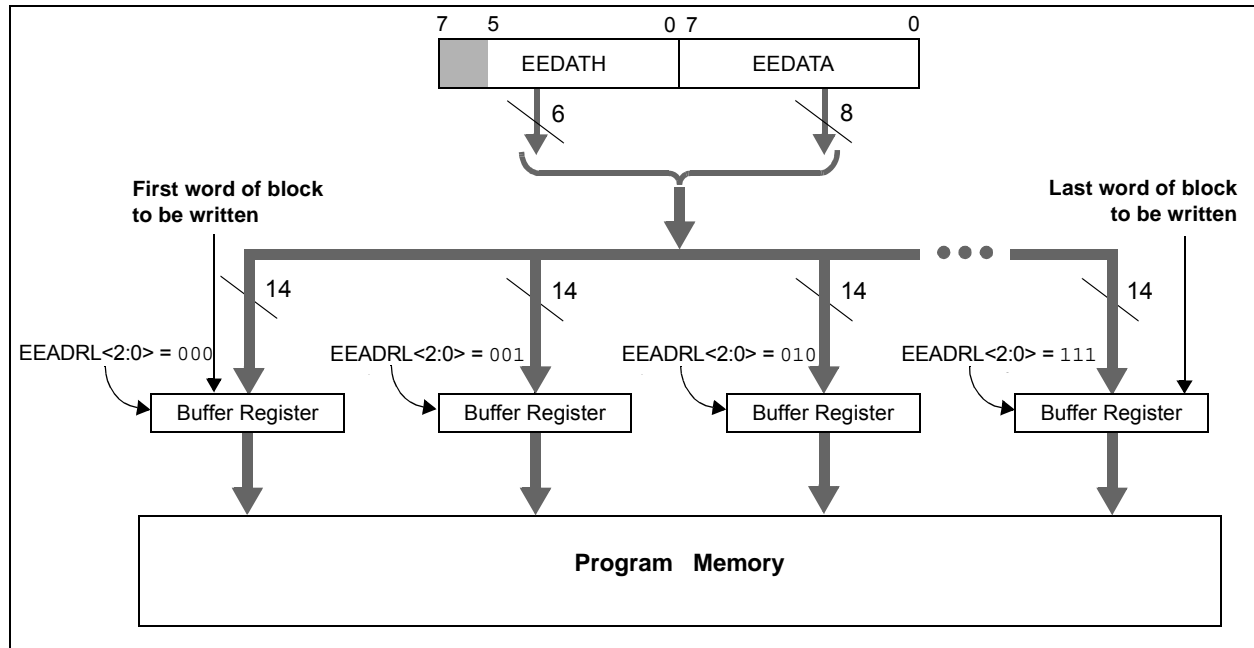 7 5 0 7 0
EEDATH EEDATA
6 8
First word of block
to be written
Last word of block
to be written
14 14 14 14
EEADRL<2:0> = 000 EEADRL<2:0> = 001 EEADRL<2:0> = 010 EEADRL<2:0> = 111
Buffer Register Buffer Register Buffer Register Buffer Register
Program Memory